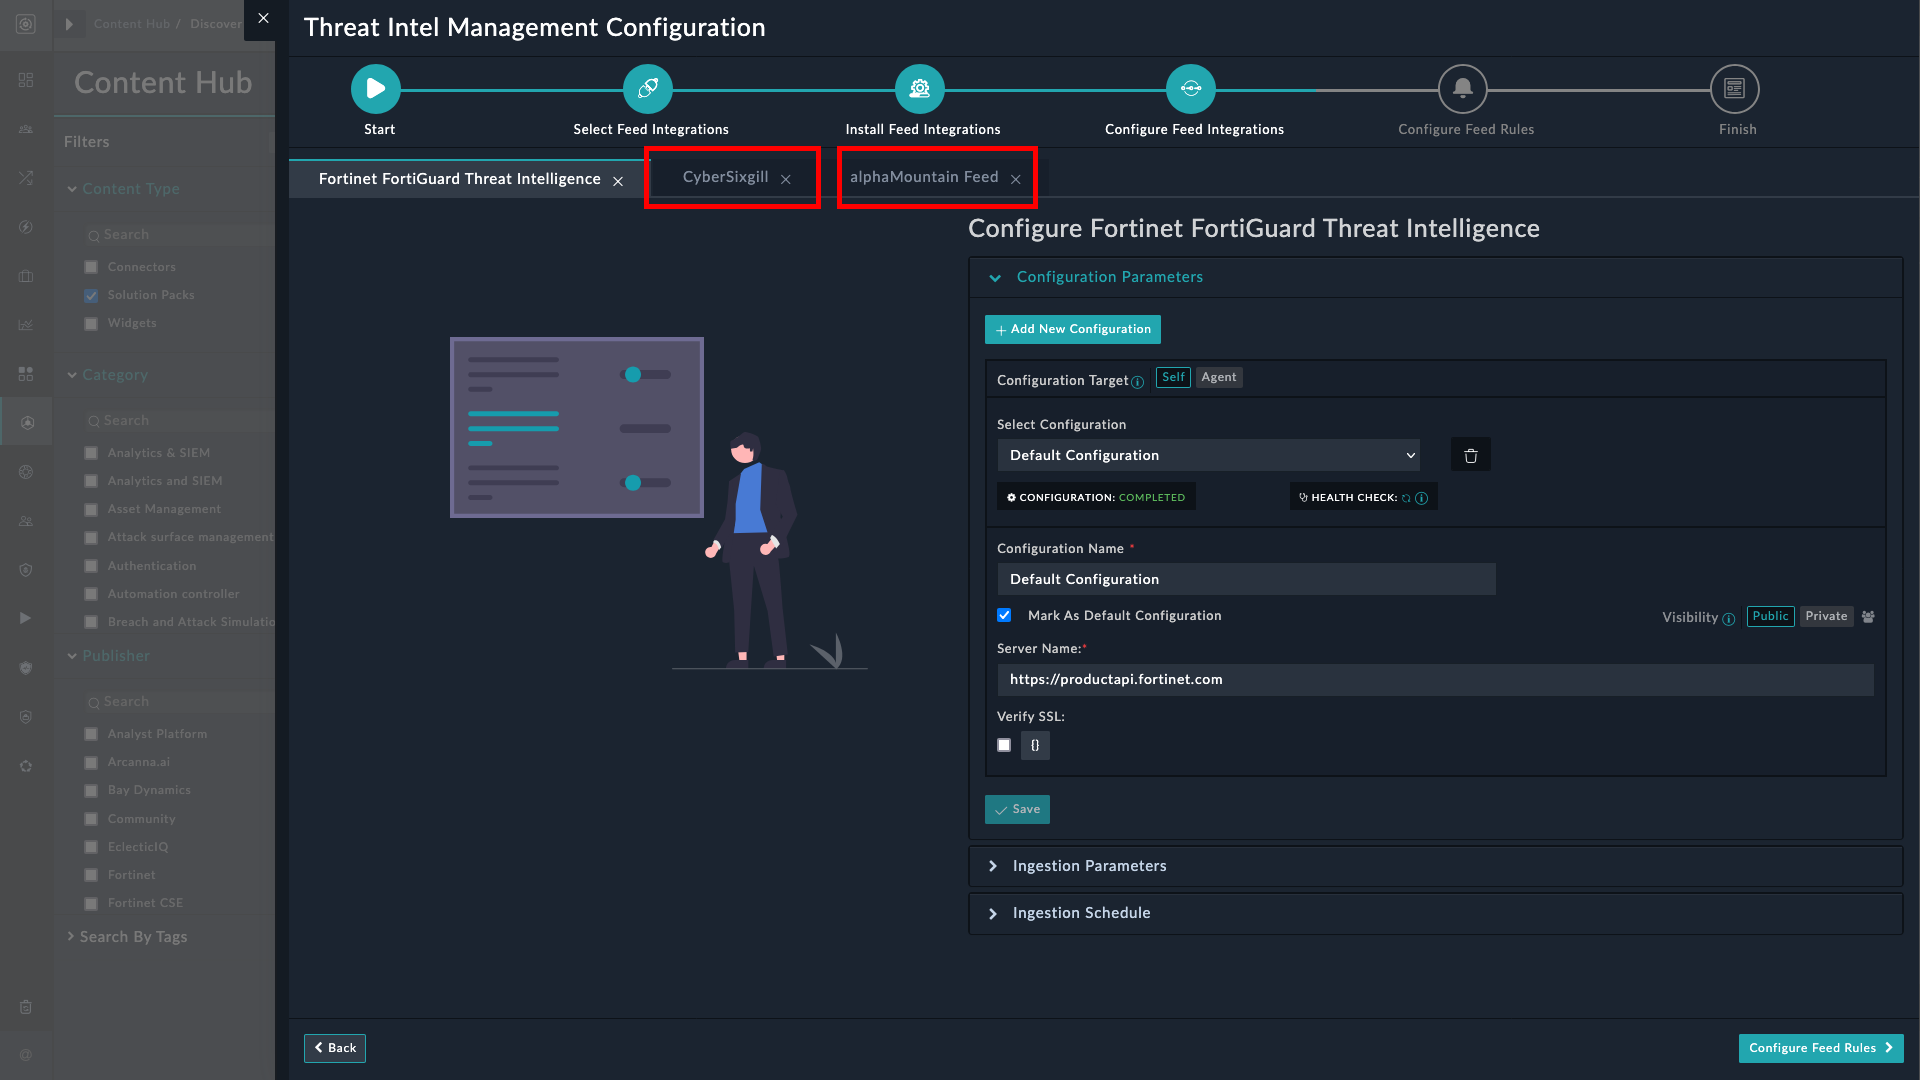 Content Hub / Discover
Threat Intel Management Configuration
Content Hub
Start
Select Feed Integrations
Install Feed Integrations
Configure Feed Integrations
Configure Feed Rules
Finish
Filters
Fortinet FortiGuard Threat Intelligence
CyberSixgill
alphaMountain Feed
Content Type
Search
Connectors
Solution Packs
Widgets
Category
Search
Analytics & SIEM
Analytics and SIEM
Asset Management
Attack surface management
Authentication
Automation controller
Breach and Attack Simulatio
Publisher
Search
Analyst Platform
Arcanna.ai
Bay Dynamics
Community
EclecticIQ
Fortinet
Fortinet CSE
Search By Tags
Configure Fortinet FortiGuard Threat Intelligence
Configuration Parameters
+ Add New Configuration
Configuration Target Self Agent
Select Configuration
Default Configuration
CONFIGURATION: COMPLETED
HEALTH CHECK:
Configuration Name *
Default Configuration
Mark As Default Configuration
Visibility Public Private
Server Name:*
https://productapi.fortinet.com
Verify SSL:
{}
Save
Ingestion Parameters
Ingestion Schedule
Back
Configure Feed Rules